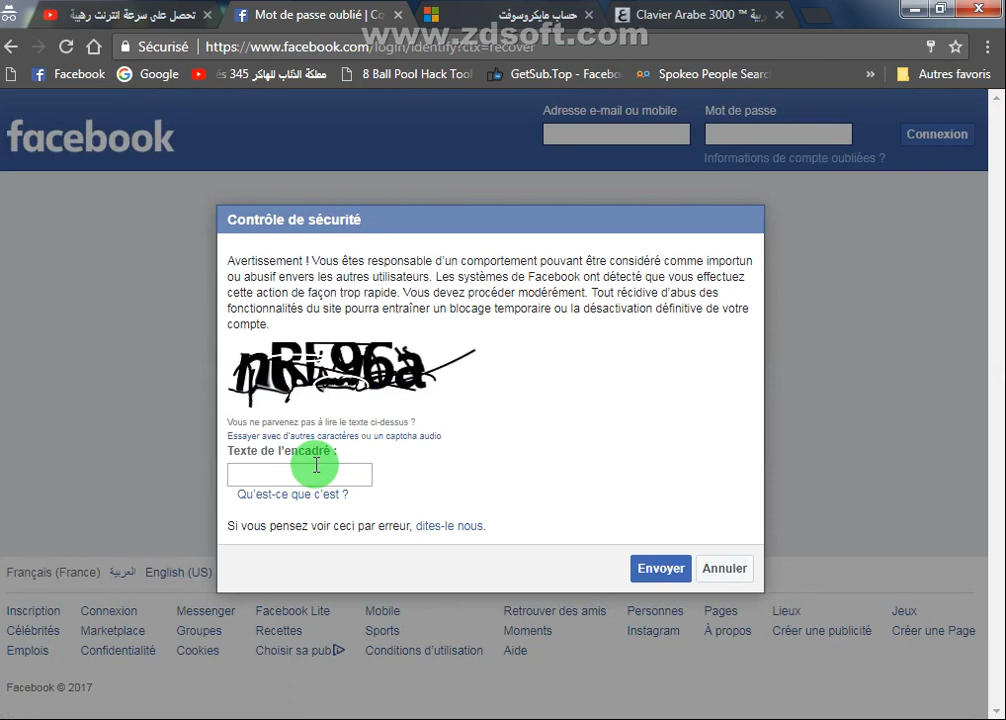 تحصل على سرعة انترنت رهيبة
Mot de passe oublié | Co
حساب مايكروسوفت
Clavier Arabe 3000 ™ ربية
www.zdsoft.com
Sécurisé
https://www.facebook.com/login/identify?ctx=recover
Facebook
Google
és 345 مملكة الذئاب للهاكر
8 Ball Pool Hack Tool
GetSub.Top - Facebo
Spokeo People Searc
»
Autres favoris
Adresse e-mail ou mobile
Mot de passe
facebook
Connexion
Informations de compte oubliées ?
Contrôle de sécurité
Avertissement ! Vous êtes responsable d'un comportement pouvant être considéré comme importun
ou abusif envers les autres utilisateurs. Les systèmes de Facebook ont détecté que vous effectuez
cette action de façon trop rapide. Vous devez procéder modérément. Tout récidive d'abus des
fonctionnalités du site pourra entraîner un blocage temporaire ou la désactivation définitive de votre
compte.
Vous ne parvenez pas à lire le texte ci-dessus ?
Essayer avec d'autres caractères ou un captcha audio
Texte de l'encadré :
Qu'est-ce que c'est ?
Si vous pensez voir ceci par erreur, dites-le nous.
Envoyer
Annuler
Français (France) العربية English (US)
Inscription Connexion Messenger Facebook Lite Mobile Retrouver des amis Personnes Pages Lieux Jeux
Célébrités Marketplace Groupes Recettes Sports Moments Instagram À propos Créer une publicité Créer une Page
Emplois Confidentialité Cookies Choisir sa pub Conditions d'utilisation Aide
Facebook © 2017